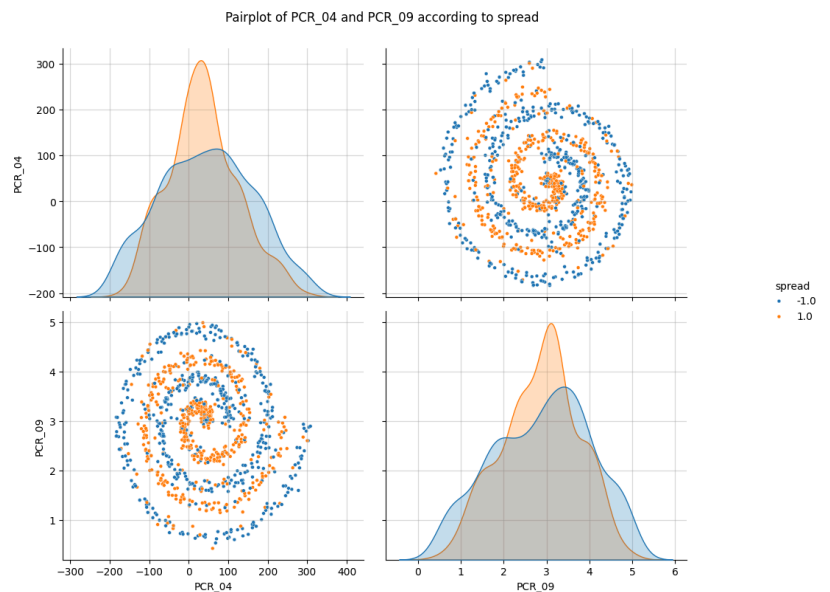 Pairplot of PCR_04 and PCR_09 according to spread
300
200
100
0
−100
−200
PCR_04
5
4
3
2
1
PCR_09
−300 −200 −100 0 100 200 300 400
PCR_04
0 1 2 3 4 5 6
PCR_09
spread
-1.0
1.0